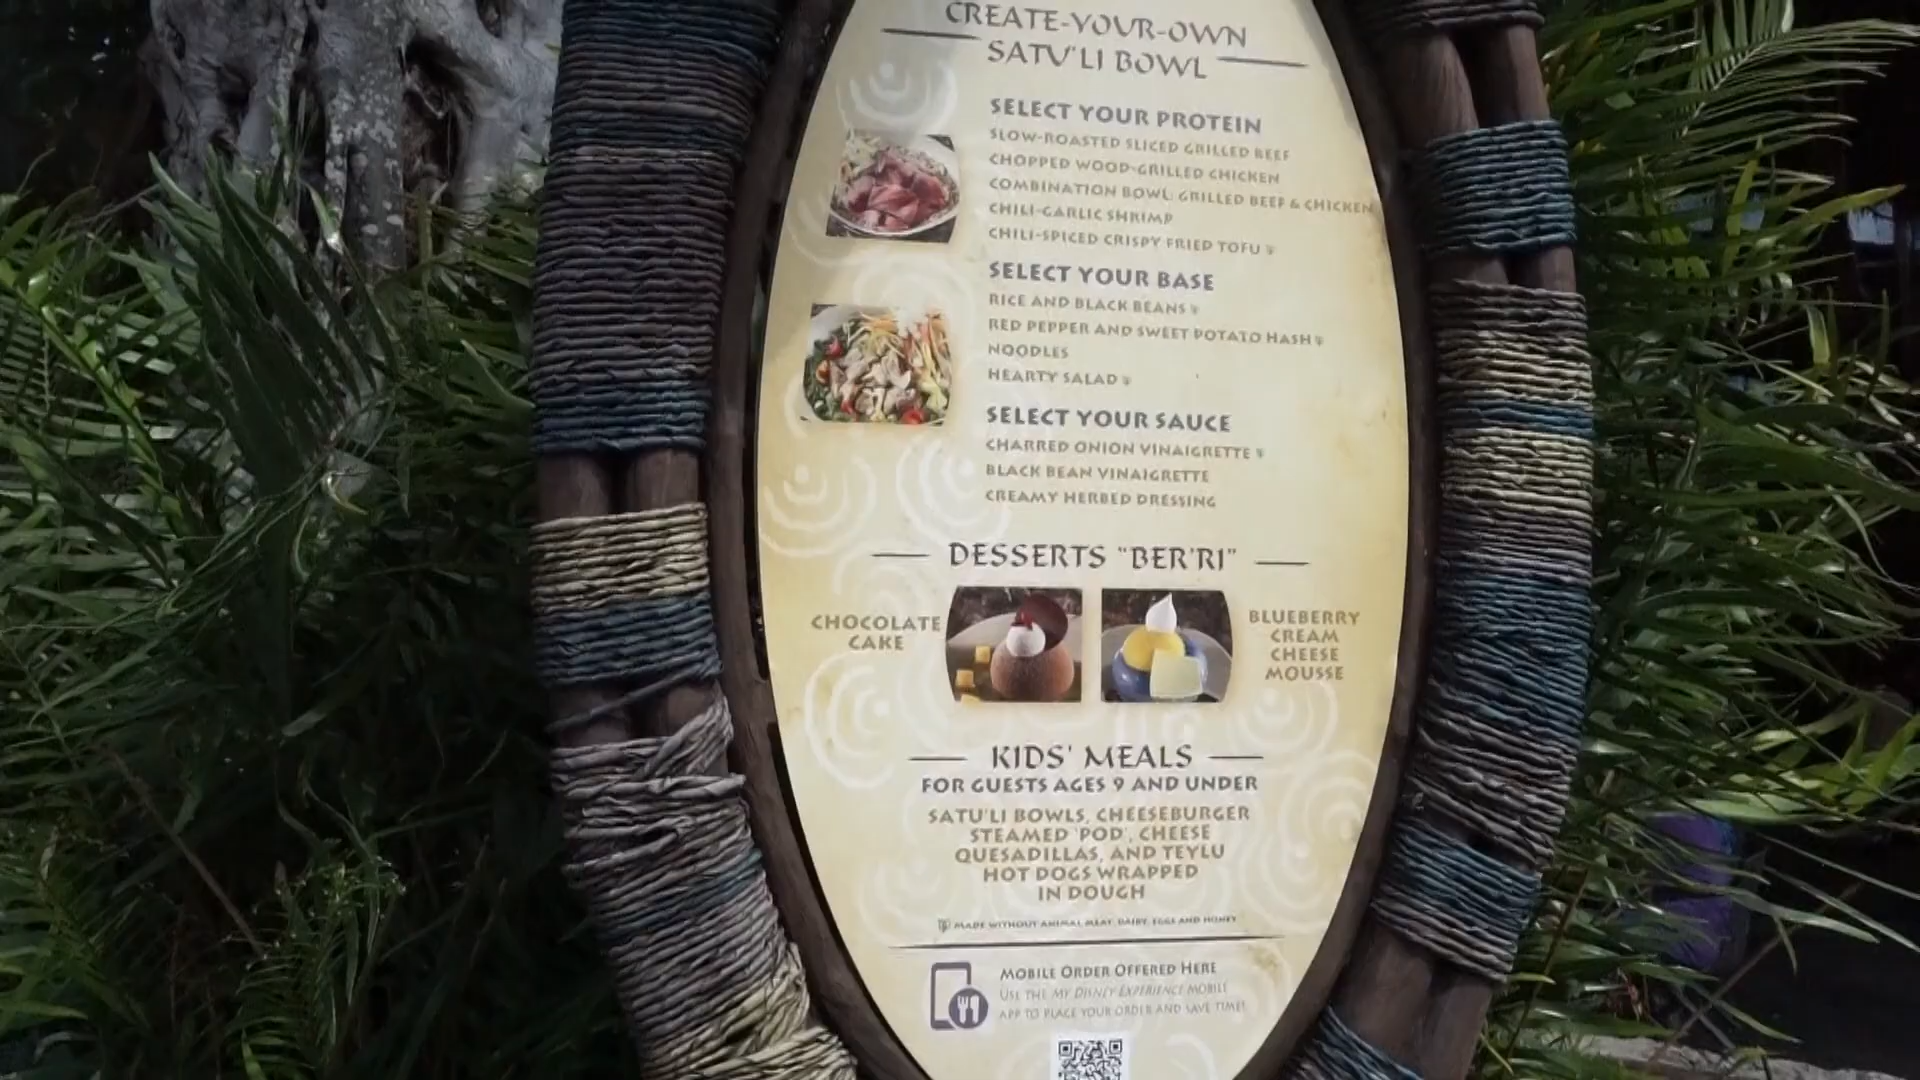 CREATE-YOUR-OWN
SATU'LI BOWL
SELECT YOUR PROTEIN
SLOW-ROASTED SLICED GRILLED BEEF
CHOPPED WOOD-GRILLED CHICKEN
COMBINATION BOWL: GRILLED BEEF & CHICKEN
CHILI-GARLIC SHRIMP
CHILI-SPICED CRISPY FRIED TOFU
SELECT YOUR BASE
RICE AND BLACK BEANS
RED PEPPER AND SWEET POTATO HASH
NOODLES
HEARTY SALAD
SELECT YOUR SAUCE
CHARRED ONION VINAIGRETTE
BLACK BEAN VINAIGRETTE
CREAMY HERBED DRESSING
DESSERTS "BER'RI"
CHOCOLATE
CAKE
BLUEBERRY
CREAM
CHEESE
MOUSSE
KIDS' MEALS
FOR GUESTS AGES 9 AND UNDER
SATU'LI BOWLS, CHEESEBURGER
STEAMED 'POD', CHEESE
QUESADILLAS, AND TEYLU
HOT DOGS WRAPPED
IN DOUGH
MADE WITHOUT ANIMAL MEAT, DAIRY, EGGS AND HONEY
MOBILE ORDER OFFERED HERE
USE THE MY DISNEY EXPERIENCE MOBILE
APP TO PLACE YOUR ORDER AND SAVE TIME!